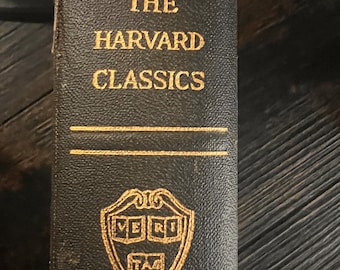 THE
HARVARD
CLASSICS
VE RI
TAS